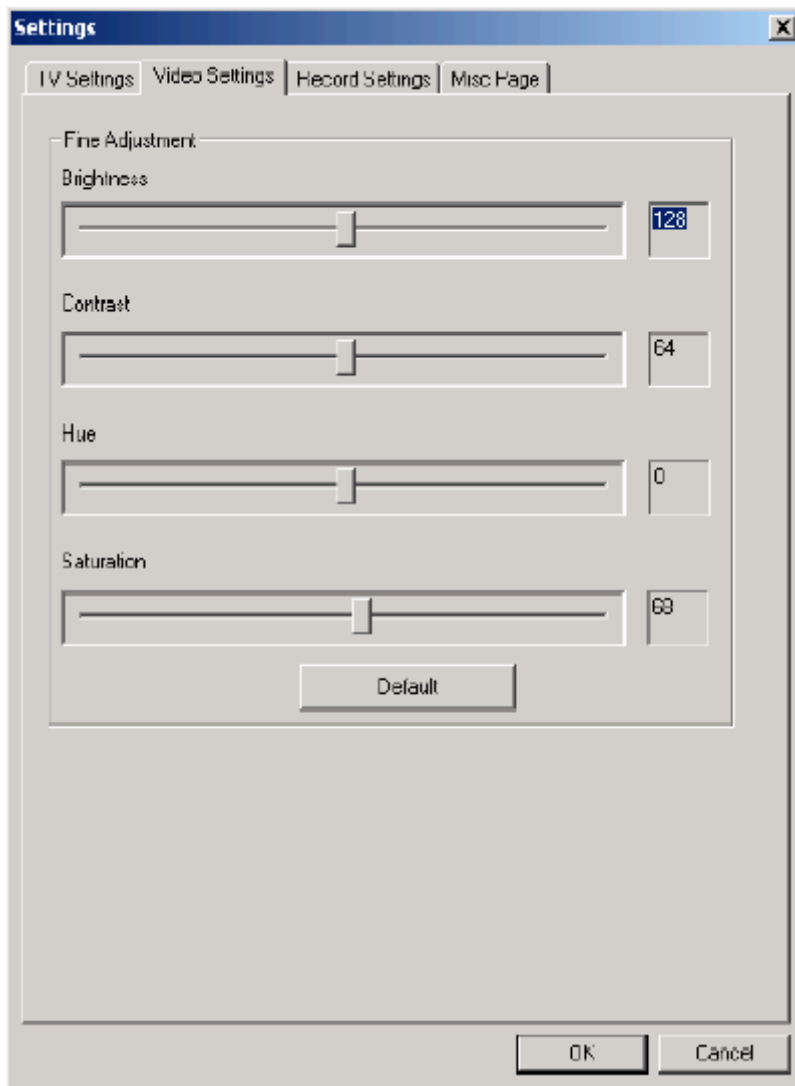 Settings
TV Settings Video Settings Record Settings Misc Page
Fine Adjustment
Brightness
128
Contrast
64
Hue
0
Saturation
68
Default
OK Cancel